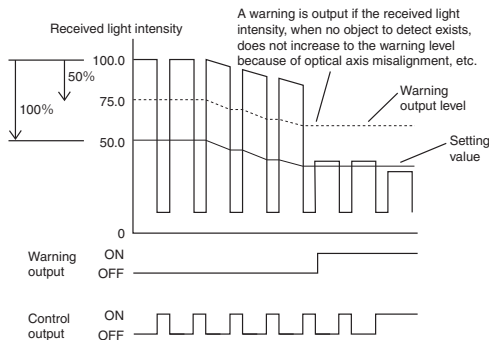 A warning is output if the received light
intensity, when no object to detect exists,
does not increase to the warning level
because of optical axis misalignment, etc.
Received light intensity
100.0
50%
75.0
100%
50.0
0
Warning
output level
Setting
value
Warning
output
ON
OFF
Control
output
ON
OFF